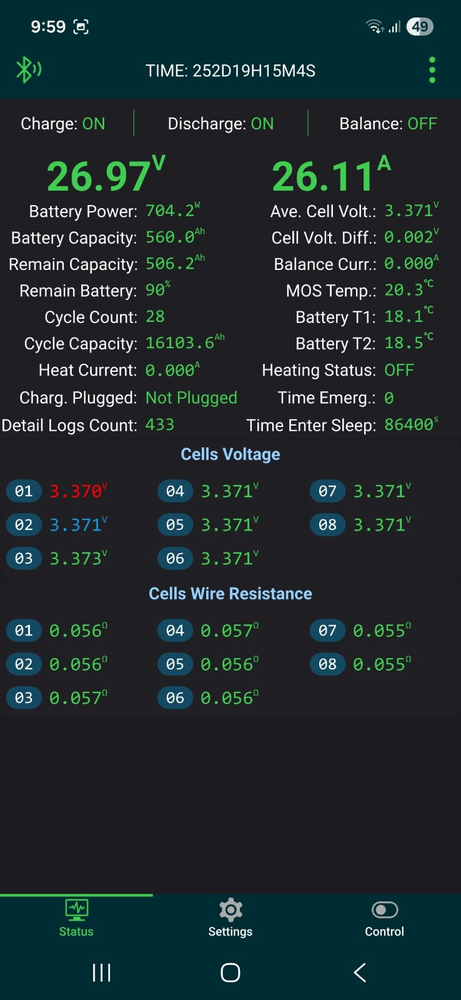 9:59 49
TIME: 252D19H15M4S
Charge: ON Discharge: ON Balance: OFF
26.97V 26.11A
Battery Power: 704.2W Ave. Cell Volt.: 3.371V
Battery Capacity: 560.0Ah Cell Volt. Diff.: 0.002V
Remain Capacity: 506.2Ah Balance Curr.: 0.000A
Remain Battery: 90% MOS Temp.: 20.3℃
Cycle Count: 28 Battery T1: 18.1℃
Cycle Capacity: 16103.6Ah Battery T2: 18.5℃
Heat Current: 0.000A Heating Status: OFF
Charg. Plugged: Not Plugged Time Emerg.: 0
Detail Logs Count: 433 Time Enter Sleep: 86400s
Cells Voltage
01 3.370V 04 3.371V 07 3.371V
02 3.371V 05 3.371V 08 3.371V
03 3.373V 06 3.371V
Cells Wire Resistance
01 0.056Ω 04 0.057Ω 07 0.055Ω
02 0.056Ω 05 0.056Ω 08 0.055Ω
03 0.057Ω 06 0.056Ω
Status Settings Control